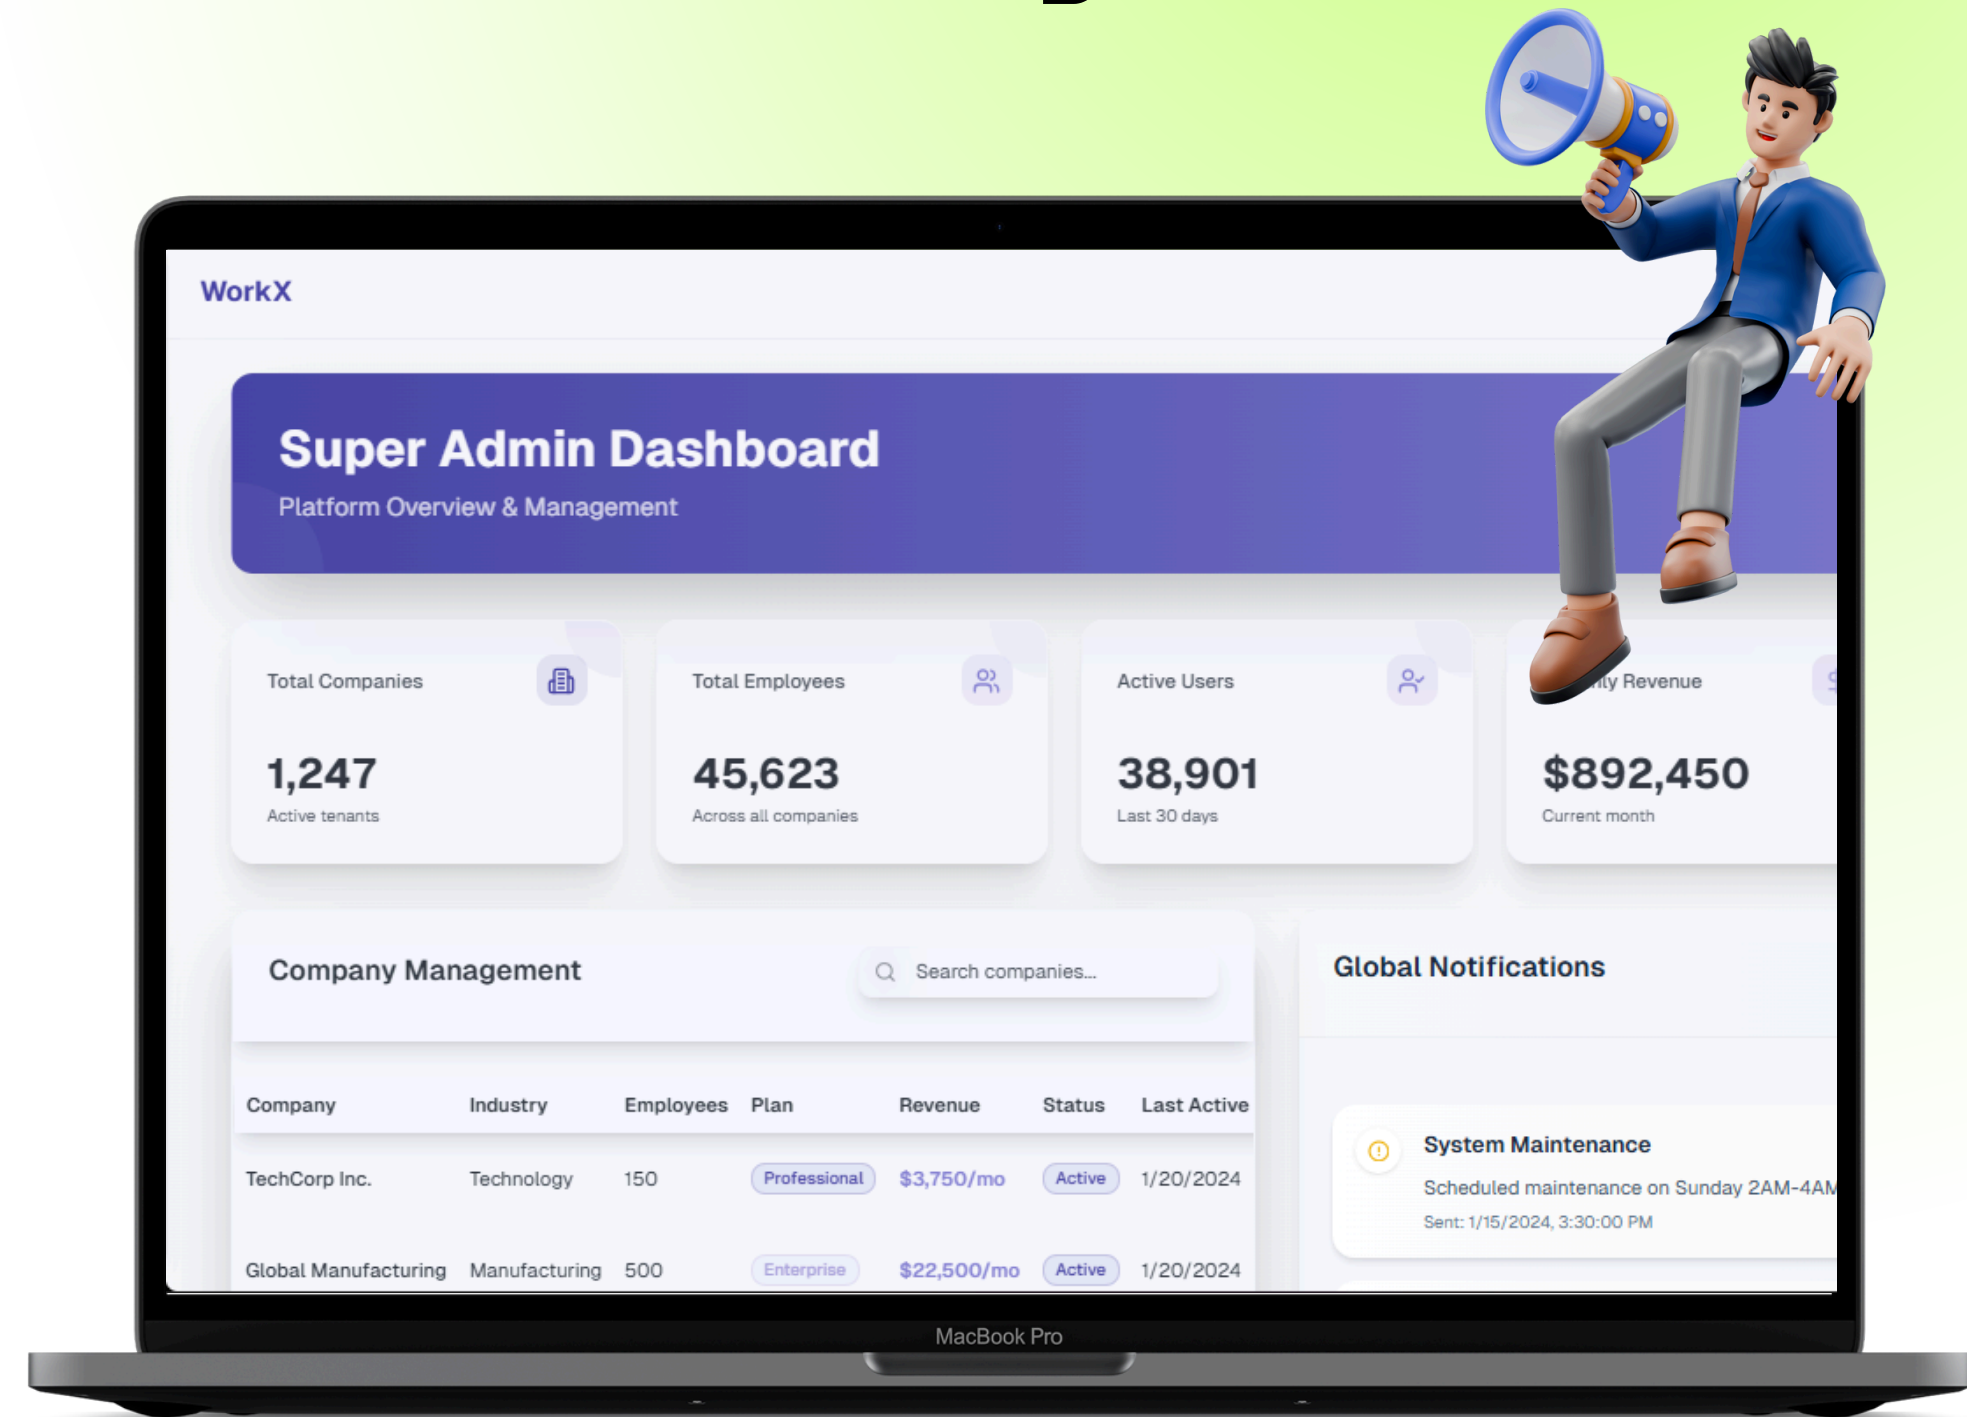 WorkX
Super Admin Dashboard
Platform Overview & Management
Total Companies
1,247
Active tenants
Total Employees
45,623
Across all companies
Active Users
38,901
Last 30 days
Revenue
$892,450
Current month
Company Management
Search companies...
Company Industry Employees Plan Revenue Status Last Active
TechCorp Inc. Technology 150 Professional $3,750/mo Active 1/20/2024
Global Manufacturing Manufacturing 500 Enterprise $22,500/mo Active 1/20/2024
Global Notifications
System Maintenance
Scheduled maintenance on Sunday 2AM-4AM
Sent: 1/15/2024, 3:30:00 PM
MacBook Pro